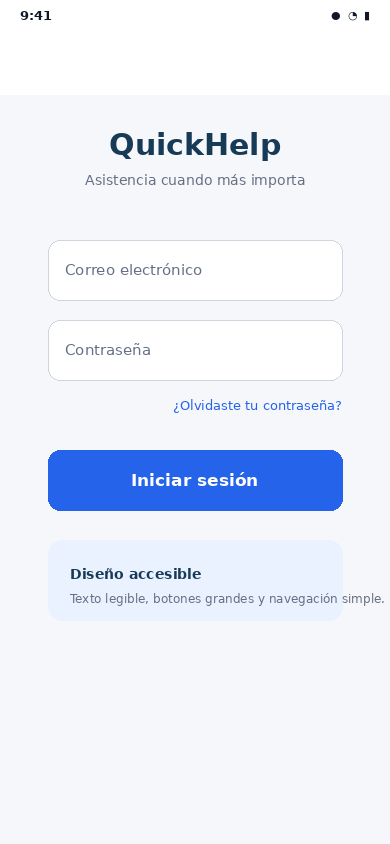 9:41
QuickHelp
Asistencia cuando más importa
Correo electrónico
Contraseña
¿Olvidaste tu contraseña?
Iniciar sesión
Diseño accesible
Texto legible, botones grandes y navegación simple.